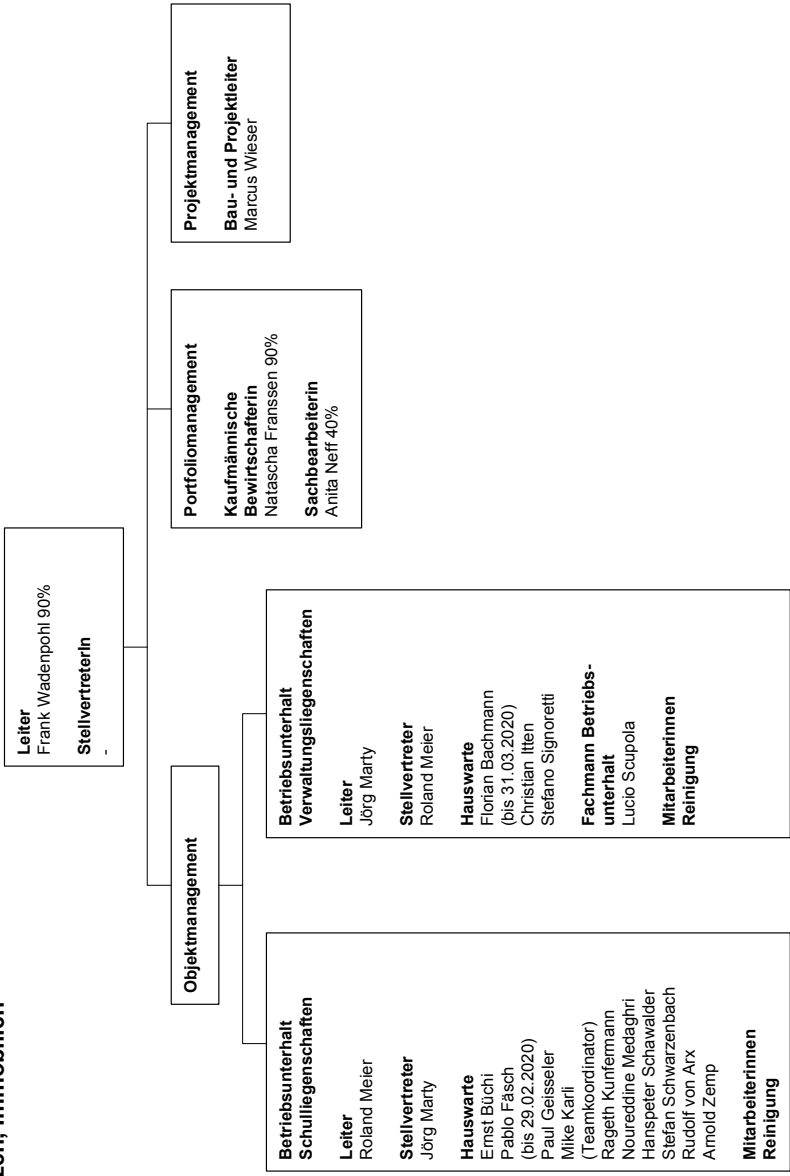 Leiter
Frank Wadenpohl 90%
StellvertreterIn
-
Objektmanagement
Betriebsunterhalt
Schulliegenschaften
Leiter
Roland Meier
Stellvertreter
Jörg Marty
Hauswarte
Ernst Büchi
Pablo Fäsch
(bis 29.02.2020)
Paul Geisseler
Mike Karli
(Teamkoordinator)
Rageth Kunfermann
Noureddine Medaghri
Hanspeter Schawalder
Stefan Schwarzenbach
Rudolf von Arx
Arnold Zemp
Mitarbeiterinnen
Reinigung
Betriebsunterhalt
Verwaltungsliegenschaften
Leiter
Jörg Marty
Stellvertreter
Roland Meier
Hauswarte
Florian Bachmann
(bis 31.03.2020)
Christian Itten
Stefano Signoretti
Fachmann Betriebs-
unterhalt
Lucio Scupola
Mitarbeiterinnen
Reinigung
Portfoliomanagement
Kaufmännische
Bewirtschafterin
Natascha Franssen 90%
Sachbearbeiterin
Anita Neff 40%
Projektmanagement
Bau- und Projektleiter
Marcus Wieser